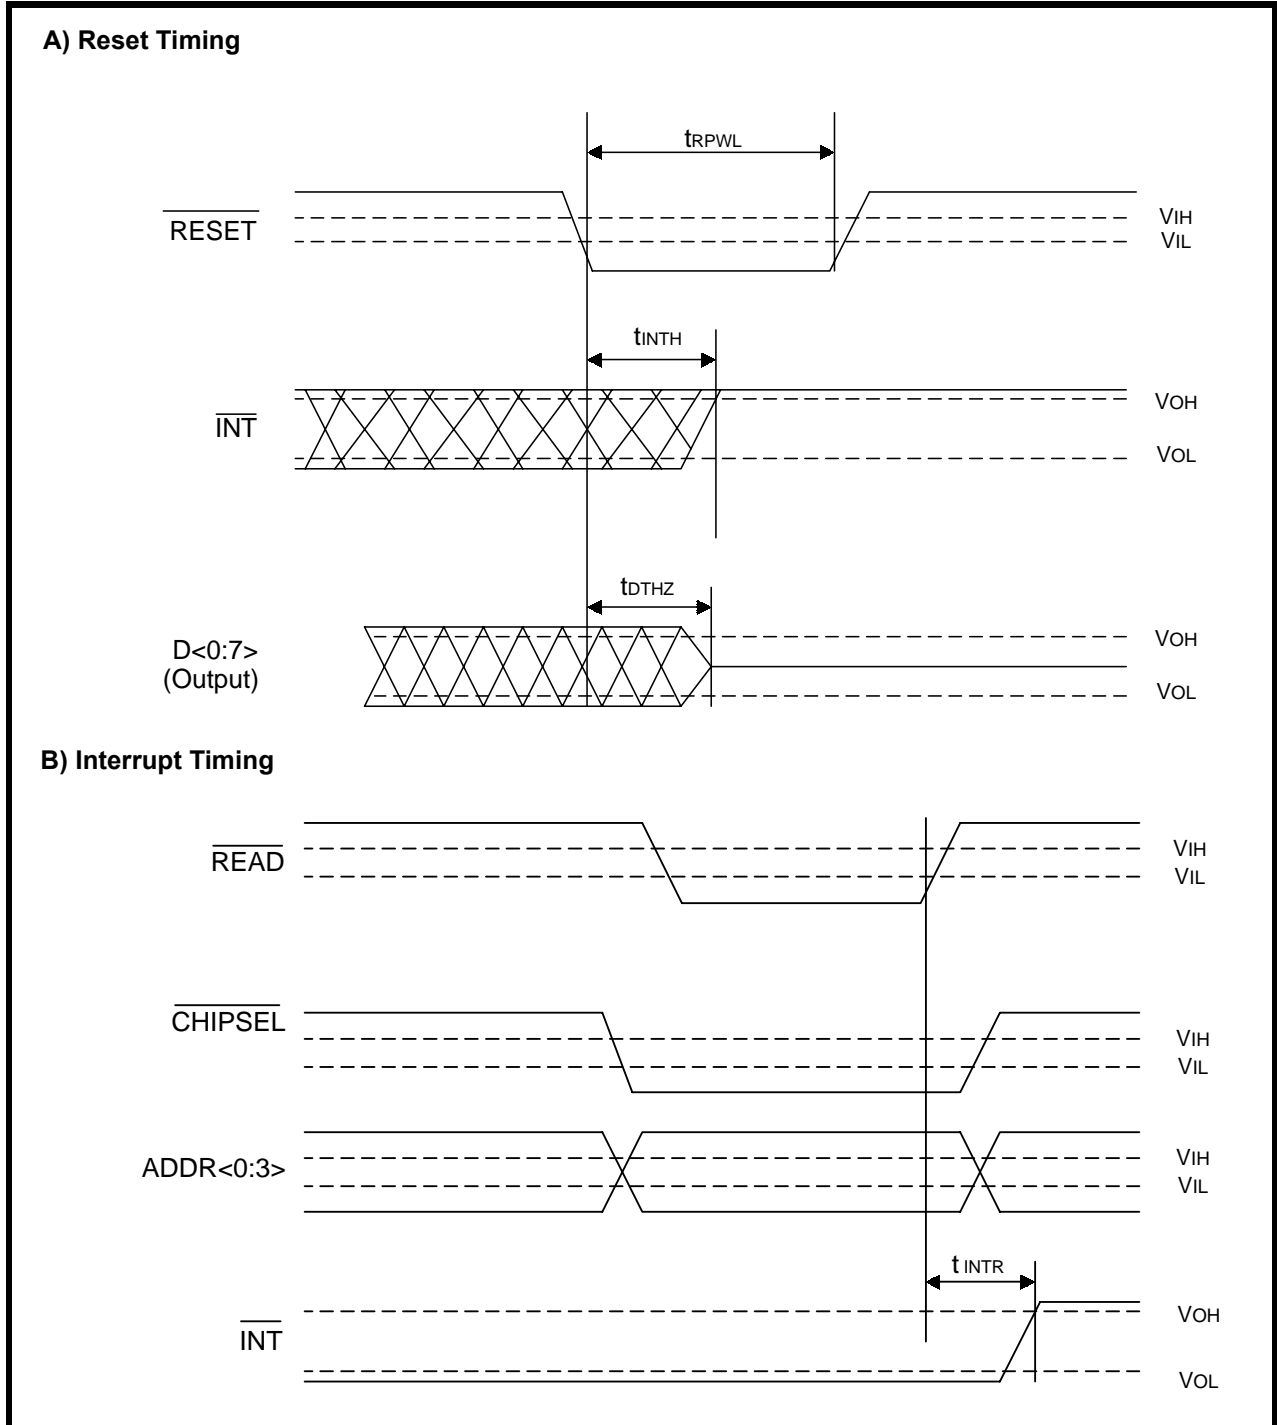 A) Reset Timing
tRPWL
RESET
VIH
VIL
tINTH
INT
VOH
VOL
tDTHZ
D<0:7>
(Output)
VOH
VOL
B) Interrupt Timing
READ
VIH
VIL
CHIPSEL
VIH
VIL
ADDR<0:3>
VIH
VIL
t INTR
INT
VOH
VOL